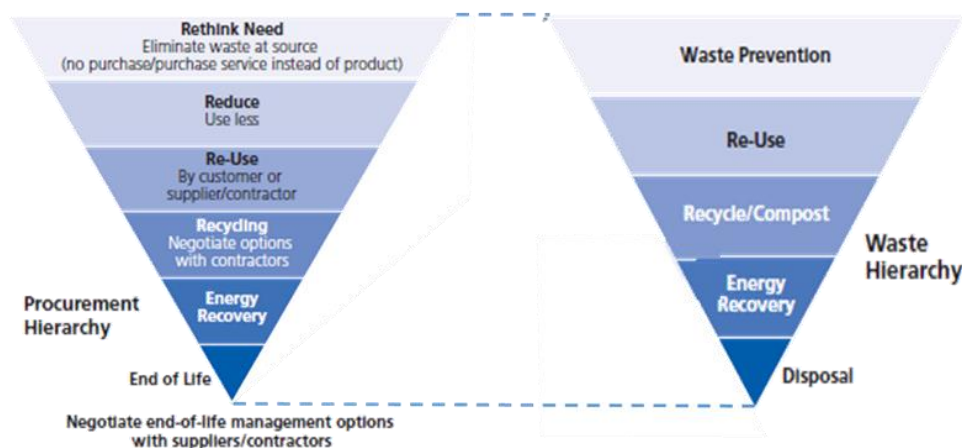 Rethink Need
Eliminate waste at source
(no purchase/purchase service instead of product)
Reduce
Use less
Re-Use
By customer or
supplier/contractor
Recycling
Negotiate options
with contractors
Energy
Recovery
Procurement
Hierarchy
End of Life
Negotiate end-of-life management options
with suppliers/contractors
Waste Prevention
Re-Use
Recycle/Compost
Energy
Recovery
Waste
Hierarchy
Disposal